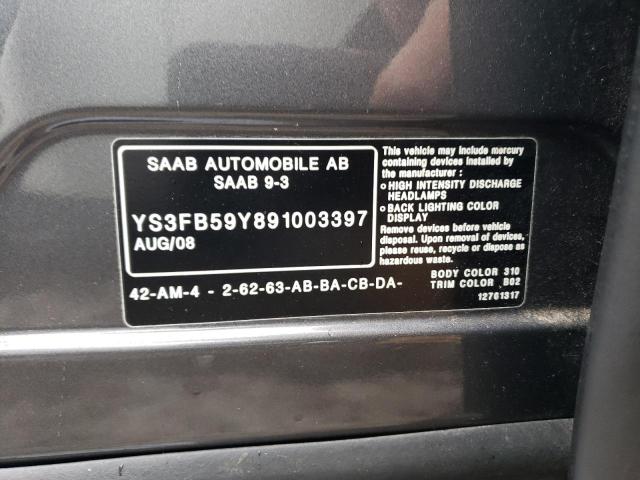 SAAB AUTOMOBILE AB
SAAB 9-3
YS3FB59Y891003397
AUG/08
42-AM-4 - 2-62-63-AB-BA-CB-DA-
This vehicle may include mercury
containing devices installed by
the manufacturer :
o HIGH INTENSITY DISCHARGE
HEADLAMPS
o BACK LIGHTING COLOR
DISPLAY
Remove devices before vehicle
disposal. Upon removal of devices,
please reuse, recycle or dispose as
hazardous waste.
BODY COLOR 310
TRIM COLOR B02
12761317